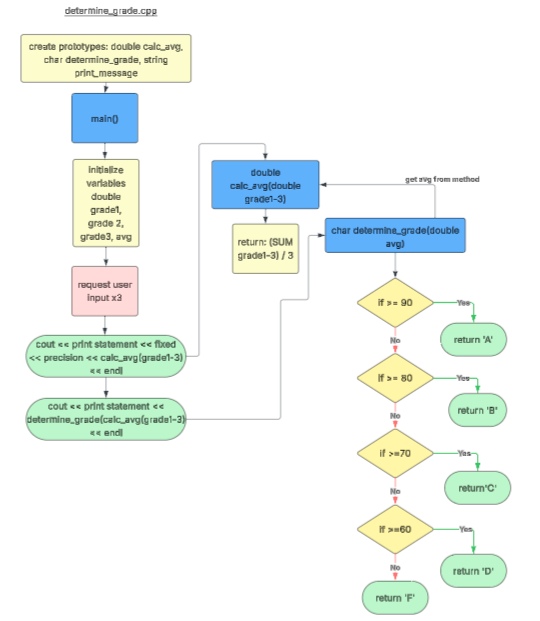 determine_grade.cpp
create prototypes: double calc_avg,
char determine_grade, string
print_message
main()
initialize
variables
double
grade1,
grade 2,
grade3, avg
request user
input x3
cout << print statement << fixed
<< precision << calc_avg(grade1-3)
<< endl
cout << print statement <<
determine_grade(calc_avg(grade1-3)
<< endl
double
calc_avg(double
grade1-3)
return: (SUM
grade1-3) / 3
get avg from method
char determine_grade(double
avg)
if >= 90
Yes
return 'A'
No
if >= 80
Yes
return 'B'
No
if >=70
Yes
return'C'
No
if >=60
Yes
return 'D'
No
return 'F'